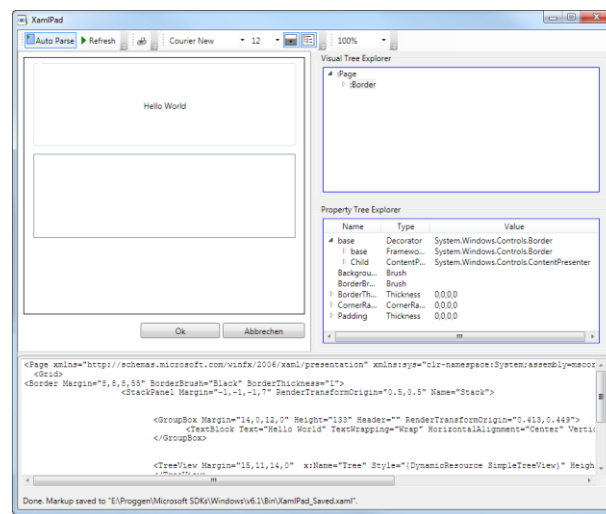 XamlPad
Auto Parse Refresh Courier New 12 100%
Visual Tree Explorer
:Page
:Border
Hello World
Property Tree Explorer
Name Type Value
base Decorator System.Windows.Controls.Border
base Framewo... System.Windows.Controls.Border
Child ContentP... System.Windows.Controls.ContentPresenter
Backgrou... Brush
BorderBr... Brush
BorderTh... Thickness 0,0,0,0
CornerRa... CornerRa... 0,0,0,0
Padding Thickness 0,0,0,0
Ok Abbrechen
<Page xmlns="http://schemas.microsoft.com/winfx/2006/xaml/presentation" xmlns:sys="clr-namespace:System;assembly=mscor
<Grid>
<Border Margin="8,8,8,55" BorderBrush="Black" BorderThickness="1">
<StackPanel Margin="-1,-1,-1,7" RenderTransformOrigin="0.5,0.5" Name="Stack">
<GroupBox Margin="14,0,12,0" Height="133" Header="" RenderTransformOrigin="0.413,0.449">
<TextBlock Text="Hello World" TextWrapping="Wrap" HorizontalAlignment="Center" Vertic
</GroupBox>
<TreeView Margin="15,11,14,0" x:Name="Tree" Style="{DynamicResource SimpleTreeView}" Heigh
</TreeView>
Done. Markup saved to "E:\Proggen\Microsoft SDKs\Windows\v6.1\Bin\XamlPad_Saved.xaml".